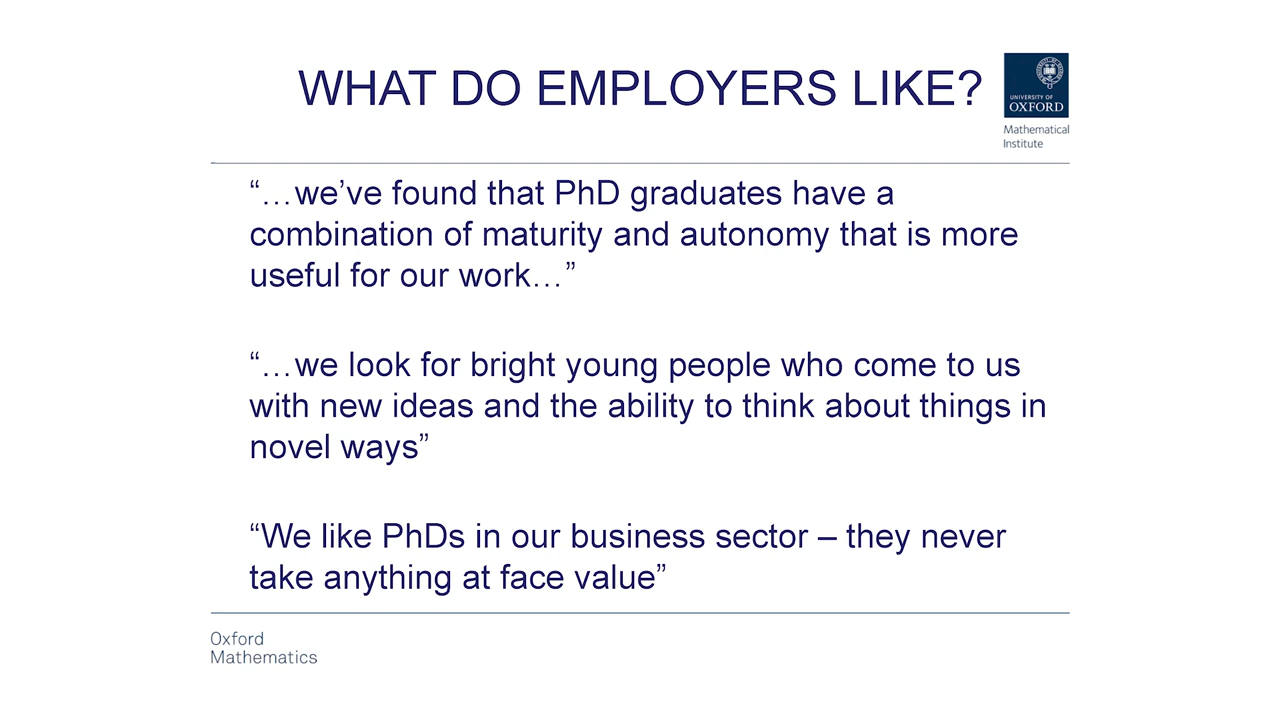 WHAT DO EMPLOYERS LIKE?
UNIVERSITY OF
OXFORD
Mathematical
Institute
“…we’ve found that PhD graduates have a
combination of maturity and autonomy that is more
useful for our work…”
“…we look for bright young people who come to us
with new ideas and the ability to think about things in
novel ways”
“We like PhDs in our business sector – they never
take anything at face value”
Oxford
Mathematics